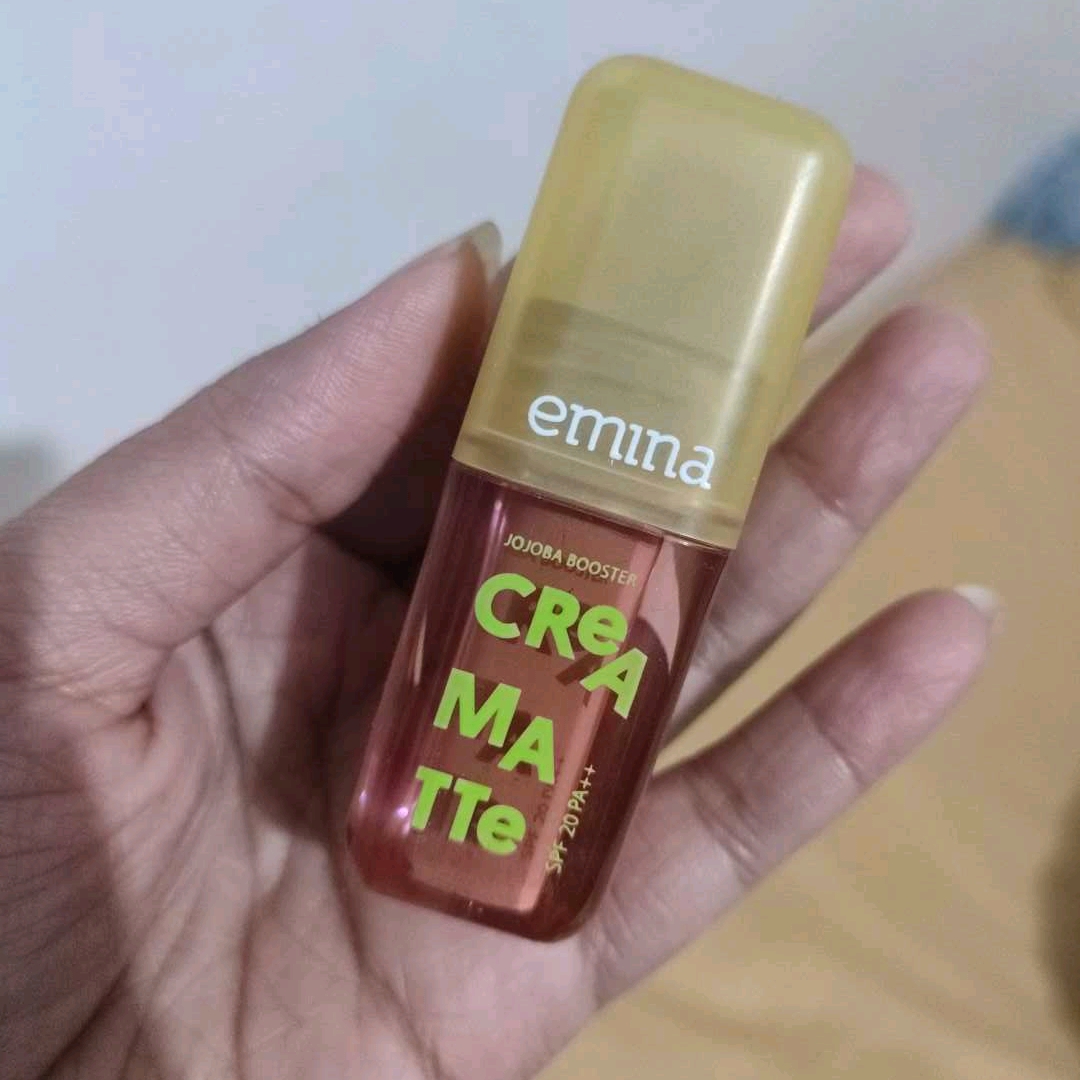 emina
JOJOBA BOOSTER
CReA
MA
TTe
SPF 20 PA++